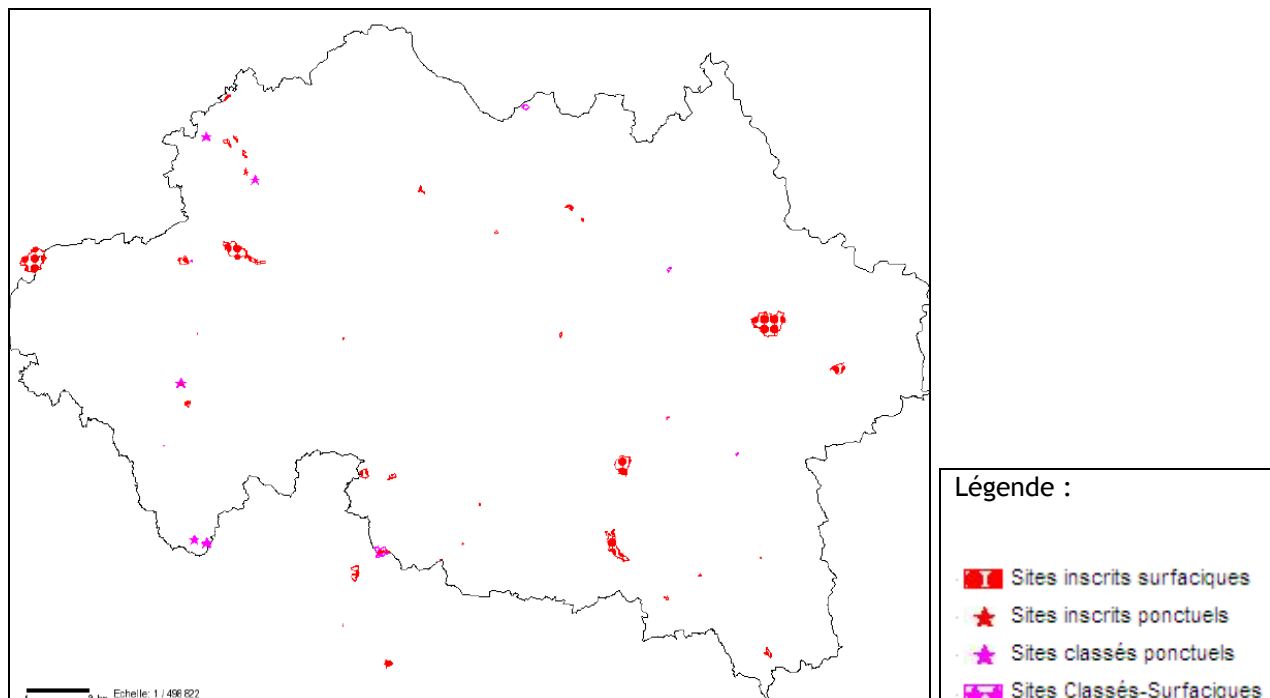 Echelle: 1 / 498 822
Légende :
Sites inscrits surfaciques
Sites inscrits ponctuels
Sites classés ponctuels
Sites Classés-Surfaciques